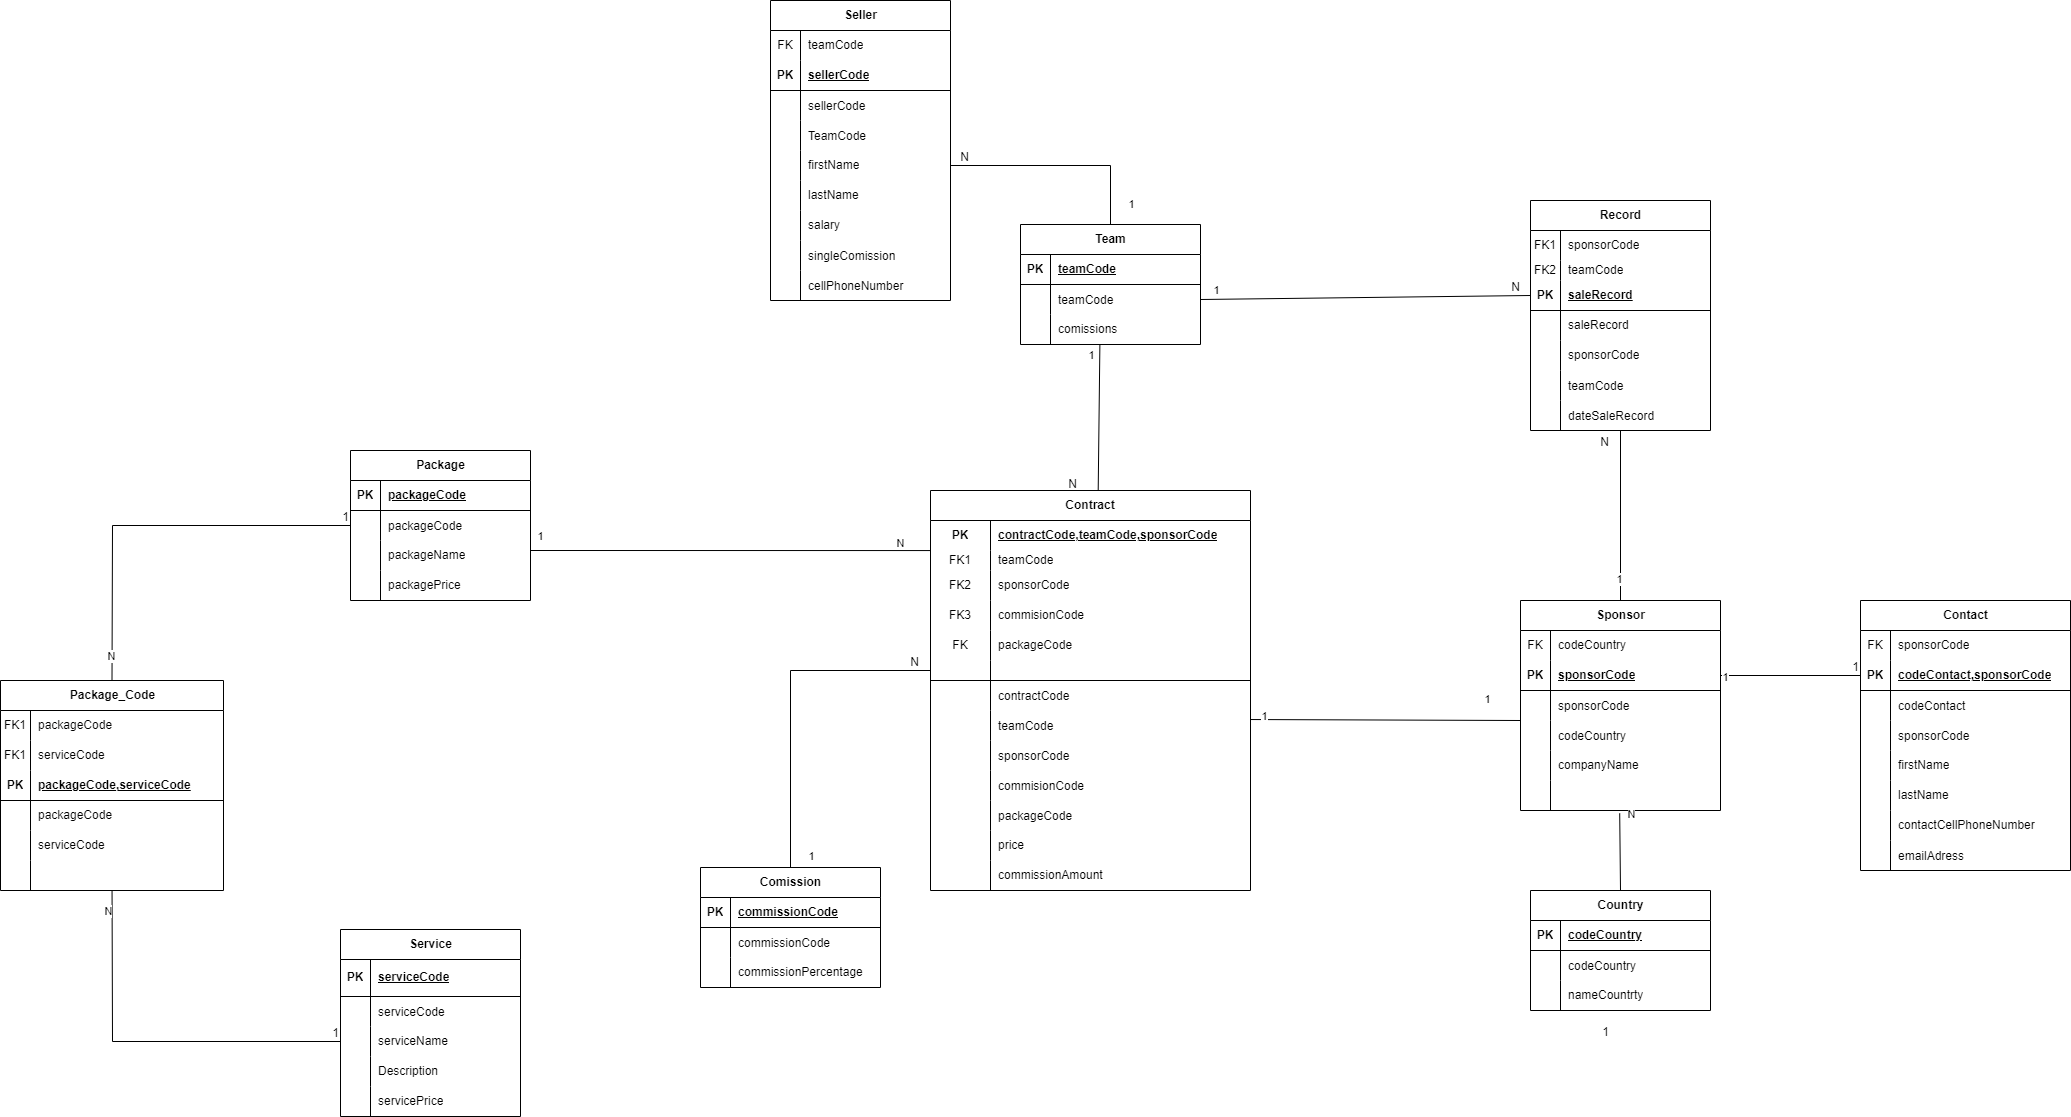 Seller
FK teamCode
PK sellerCode
sellerCode
TeamCode
firstName
lastName
salary
singleComission
cellPhoneNumber
N
1
Team
PK teamCode
teamCode
comissions
1
N
1
N
Record
FK1 sponsorCode
FK2 teamCode
PK saleRecord
saleRecord
sponsorCode
teamCode
dateSaleRecord
N
1
Package
PK packageCode
packageCode
packageName
packagePrice
1
N
1
N
Contract
PK contractCode,teamCode,sponsorCode
FK1 teamCode
FK2 sponsorCode
FK3 commisionCode
FK packageCode
contractCode
teamCode
sponsorCode
commisionCode
packageCode
price
commissionAmount
N
1
1
1
Sponsor
FK codeCountry
PK sponsorCode
sponsorCode
codeCountry
companyName
1
1
N
Contact
FK sponsorCode
PK codeContact,sponsorCode
codeContact
sponsorCode
firstName
lastName
contactCellPhoneNumber
emailAdress
Package_Code
FK1 packageCode
FK1 serviceCode
PK packageCode,serviceCode
packageCode
serviceCode
N
1
Comission
PK commissionCode
commissionCode
commissionPercentage
Country
PK codeCountry
codeCountry
nameCountrty
1
Service
PK serviceCode
serviceCode
serviceName
Description
servicePrice